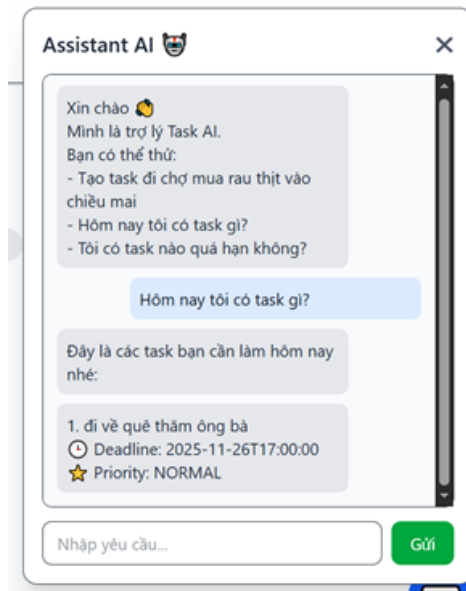 Assistant AI
Xin chào 👏
Mình là trợ lý Task AI.
Bạn có thể thử:
- Tạo task đi chợ mua rau thịt vào
chiều mai
- Hôm nay tôi có task gì?
- Tôi có task nào quá hạn không?
Hôm nay tôi có task gì?
Đây là các task bạn cần làm hôm nay
nhé:
1. đi về quê thăm ông bà
🕒 Deadline: 2025-11-26T17:00:00
⭐ Priority: NORMAL
Nhập yêu cầu...
Gửi